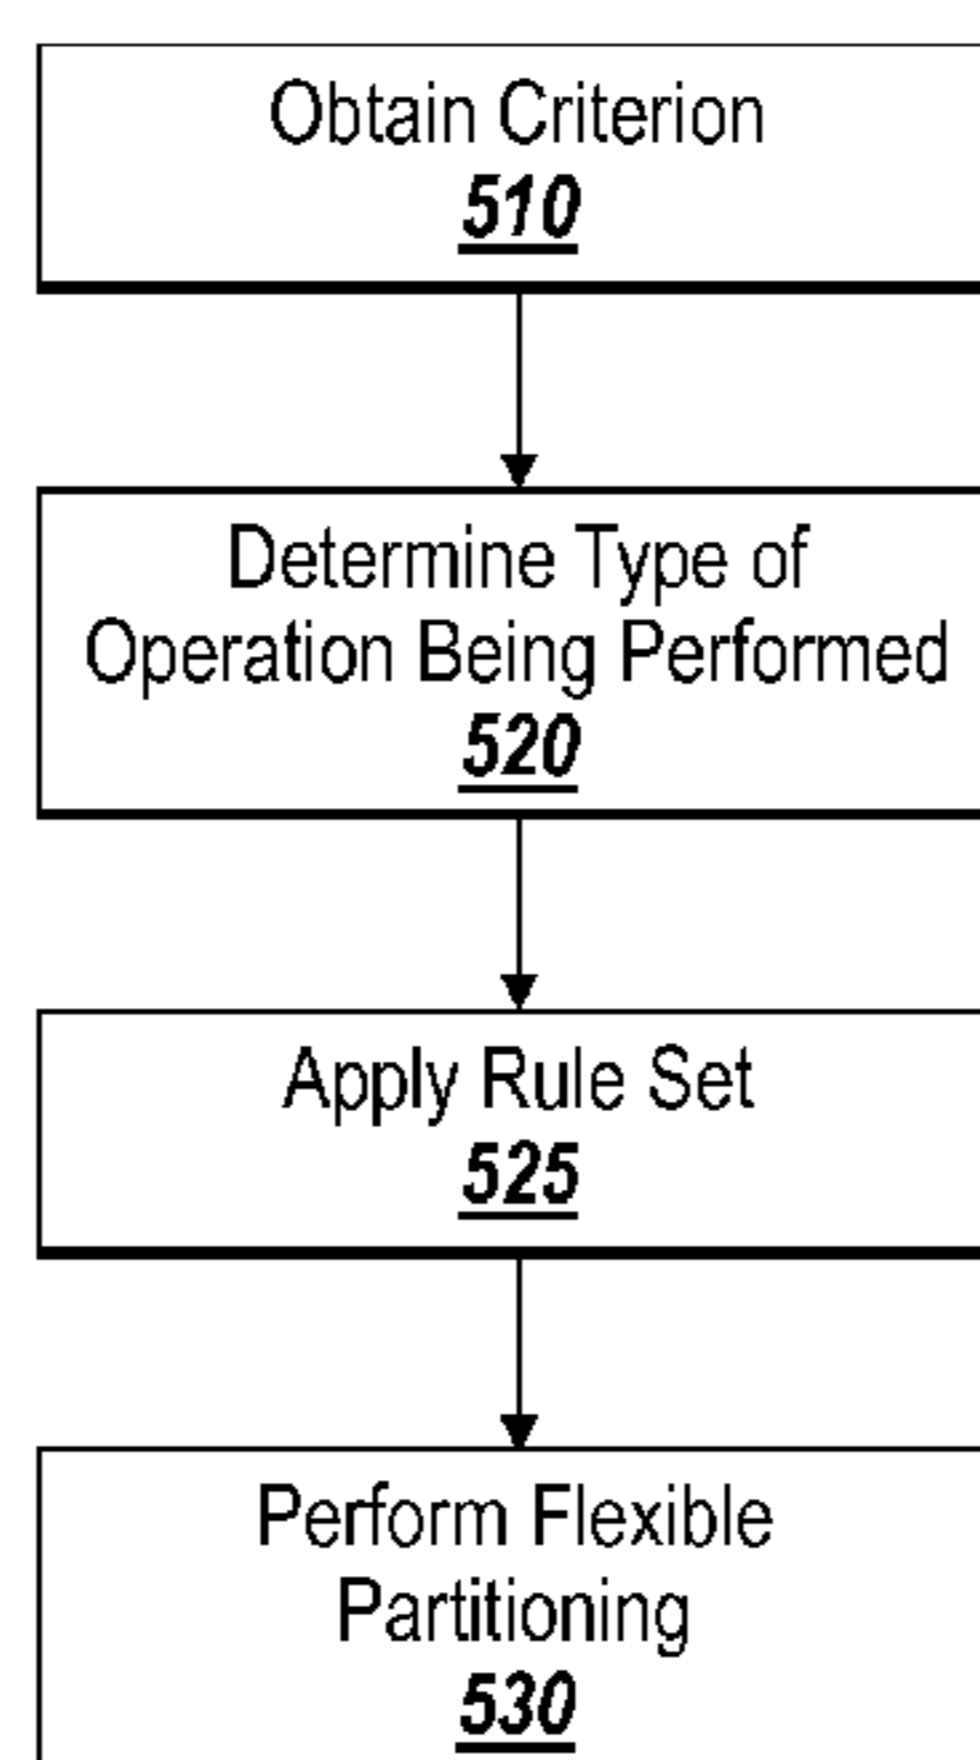 Obtain Criterion
510
Determine Type of
Operation Being Performed
520
Apply Rule Set
525
Perform Flexible
Partitioning
530